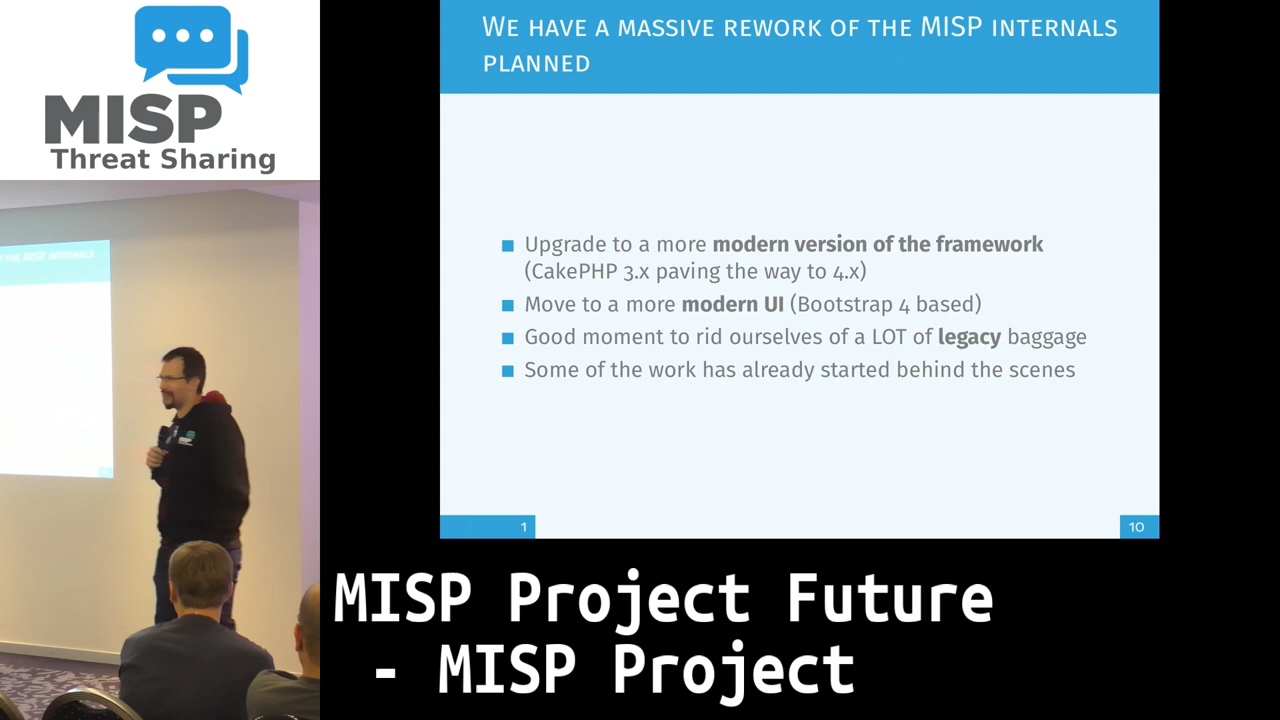 MISP
Threat Sharing
WE HAVE A MASSIVE REWORK OF THE MISP INTERNALS
PLANNED
Upgrade to a more modern version of the framework
(CakePHP 3.x paving the way to 4.x)
Move to a more modern UI (Bootstrap 4 based)
Good moment to rid ourselves of a LOT of legacy baggage
Some of the work has already started behind the scenes
1
10
MISP Project Future
- MISP Project